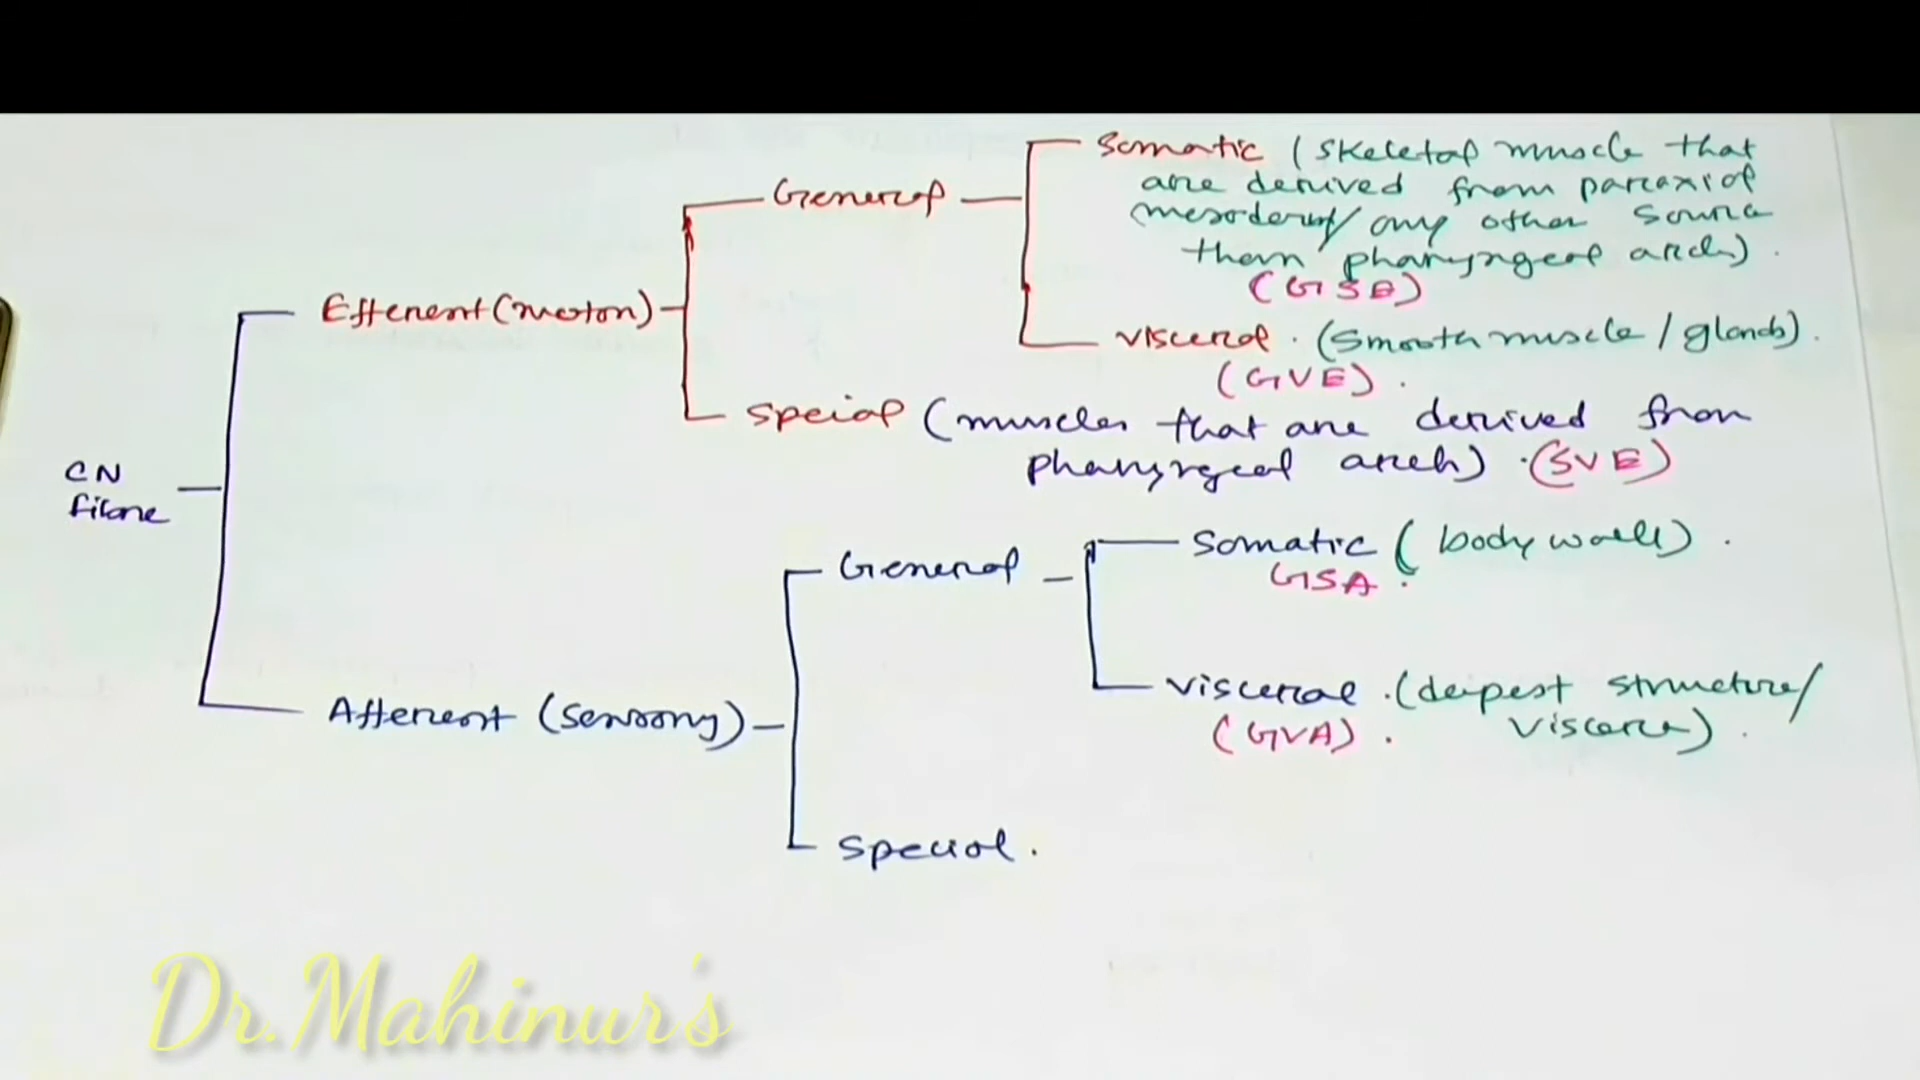 Somatic (skeletal muscle that
are derived from paraxial
mesoderm/ any other source
than pharyngeal arch).
(GSE)
General
Efferent (motor)
visceral. (smooth muscle / glands).
(GVE).
speial (muscles that are derived from
pharyngeal arch). (SVE)
CN
fibre
General
Somatic (body wall).
GSA.
Afferent (sensory)
visceral. (deepest structure/
viscera).
(GVA).
special.
Dr.Mahinur's